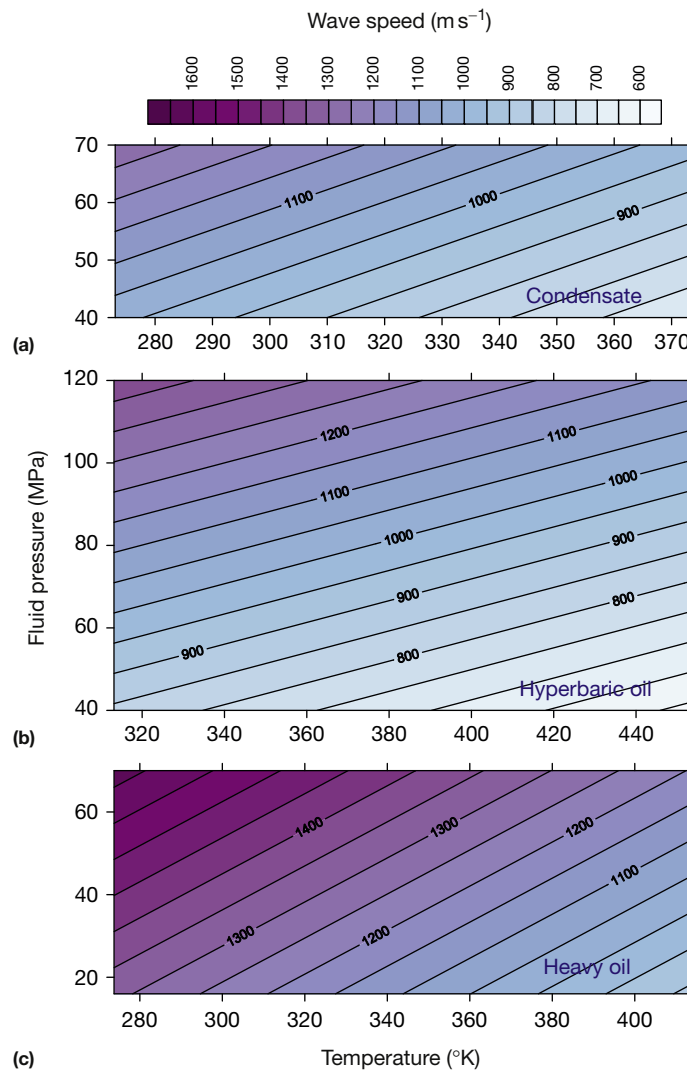 Wave speed (m s⁻¹)
1600 1500 1400 1300 1200 1100 1000 900 800 700 600
70
60
50
40
1100
1000
900
Condensate
280 290 300 310 320 330 340 350 360 370
(a)
120
100
80
60
40
Fluid pressure (MPa)
1200
1100
1100
1000
1000
900
900
900
800
800
Hyperbaric oil
320 340 360 380 400 420 440
(b)
60
40
20
1400
1300
1200
1100
1300
1200
Heavy oil
280 300 320 340 360 380 400
(c)
Temperature (°K)